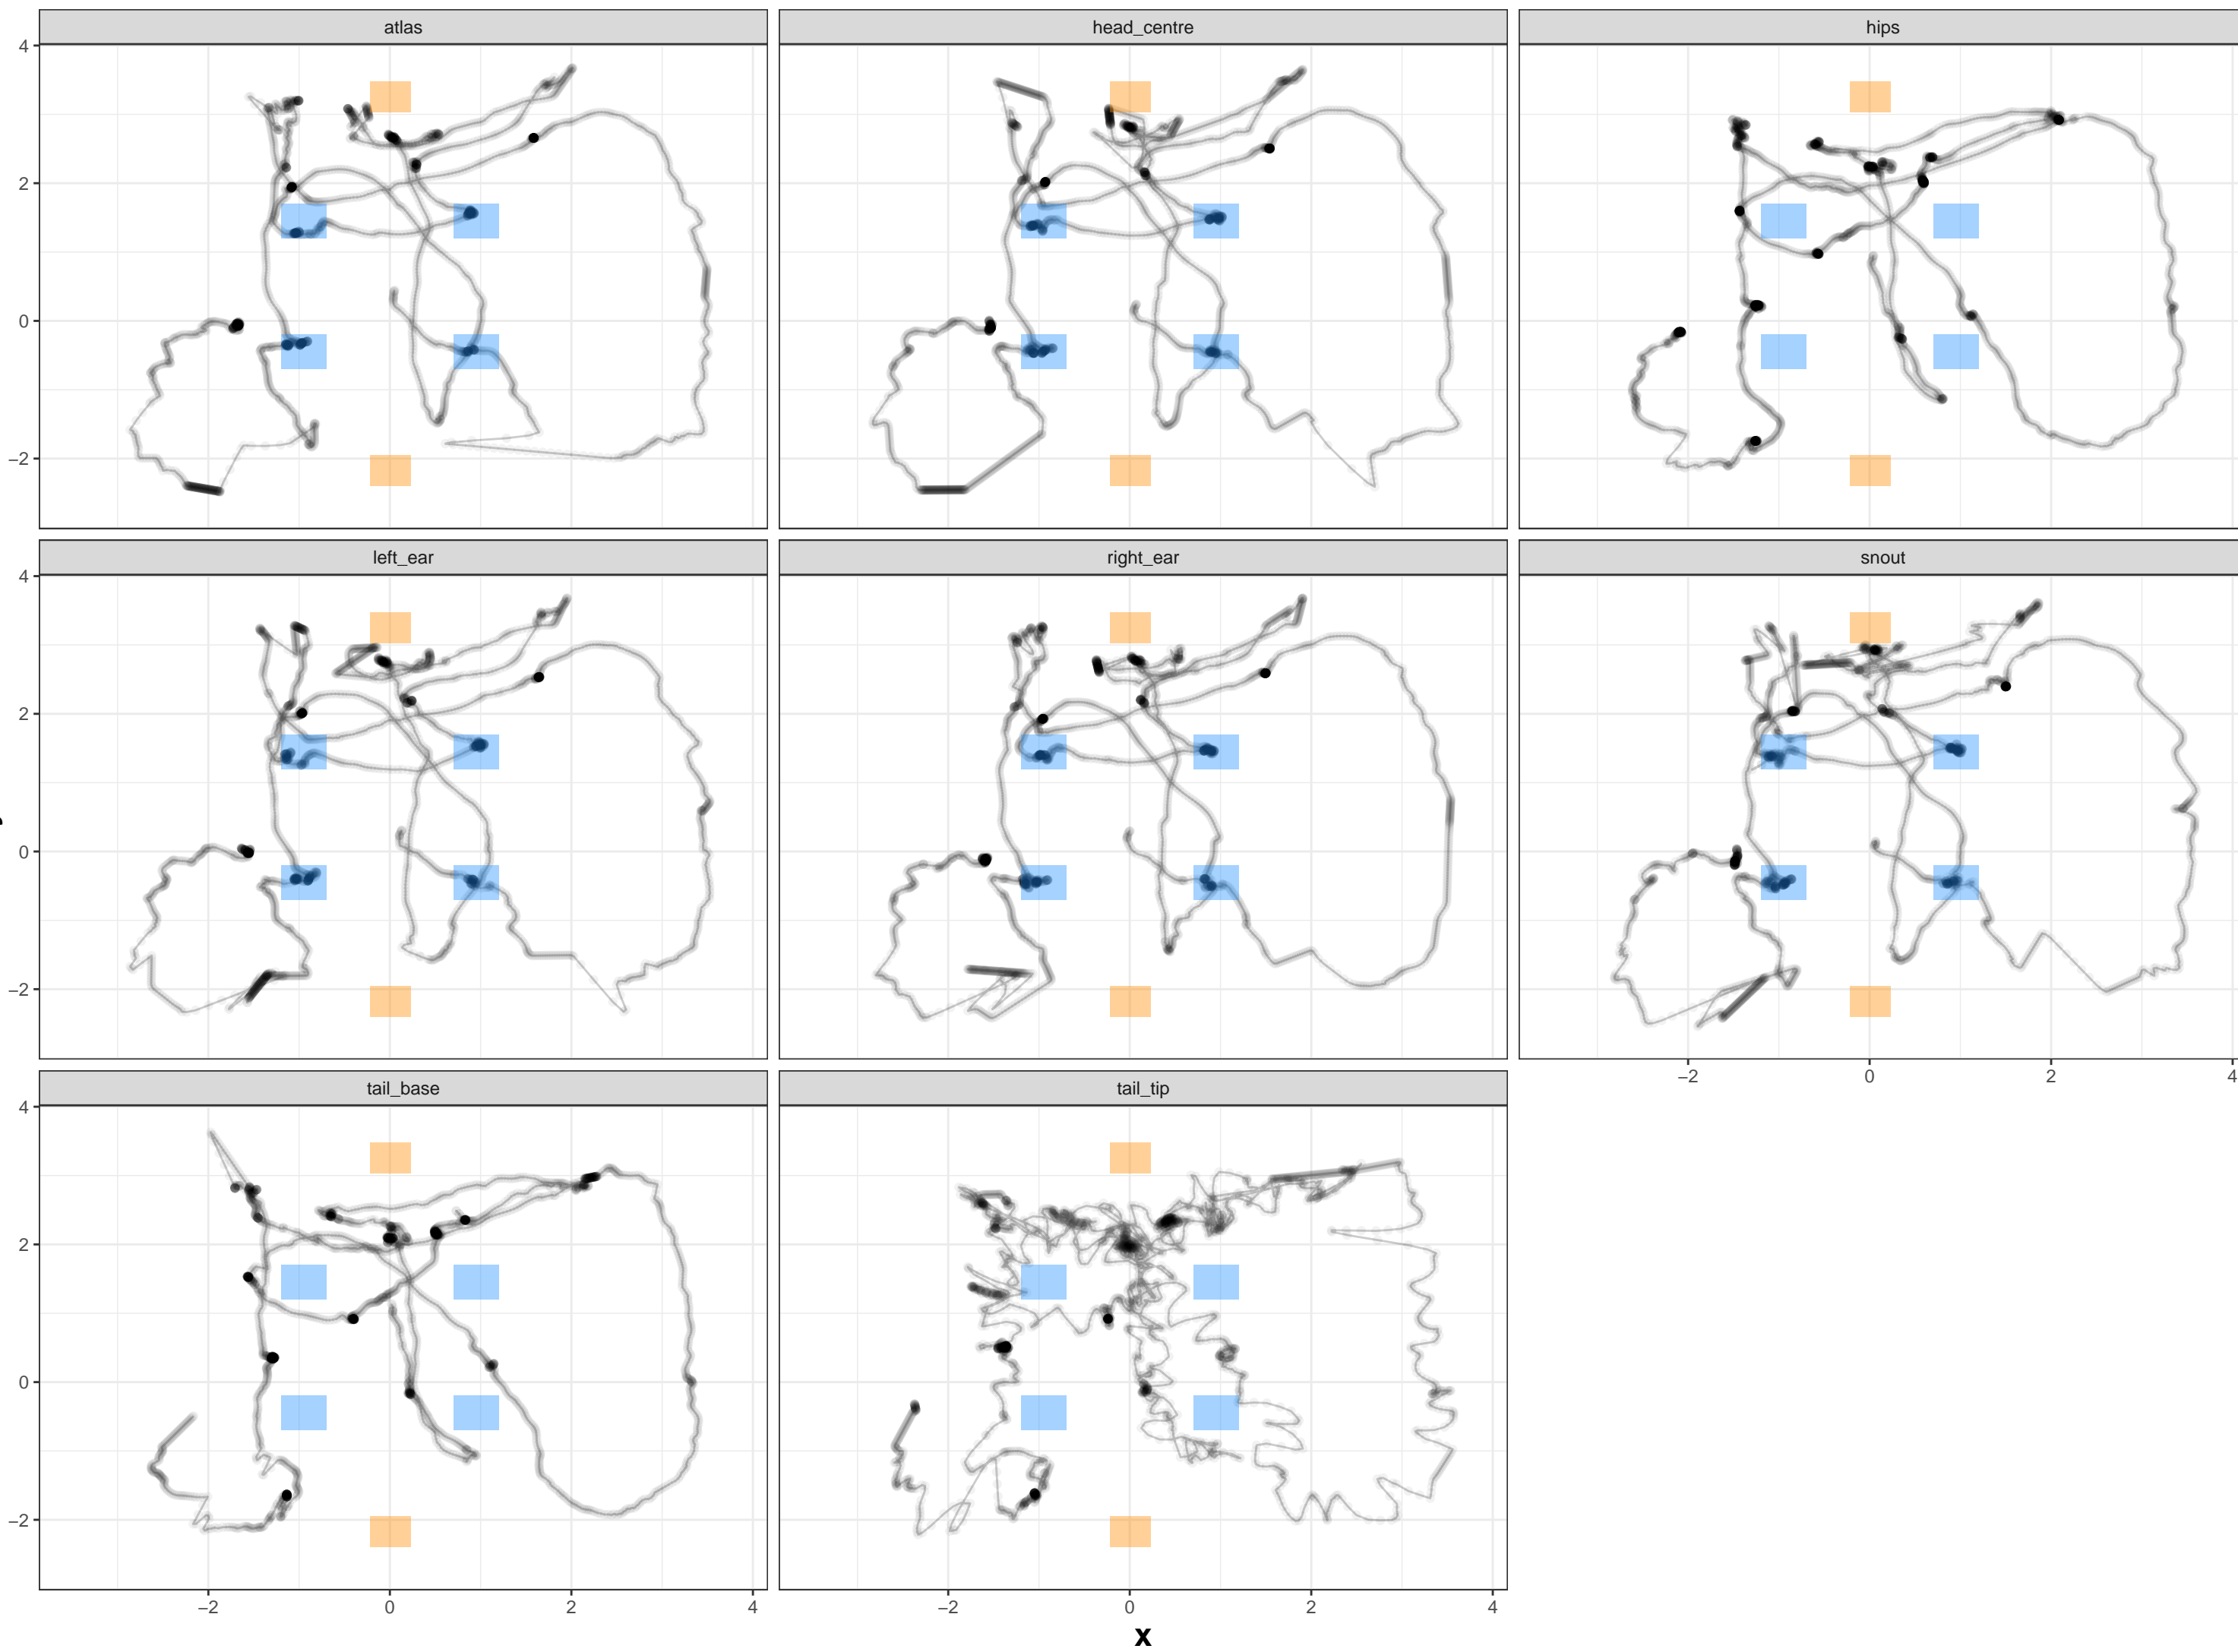 atlas head_centre hips
4
2
0
−2
left_ear right_ear snout
4
2
0
−2
−2 0 2 4
tail_base tail_tip
4
2
0
−2
−2 0 2 4 −2 0 2 4
x